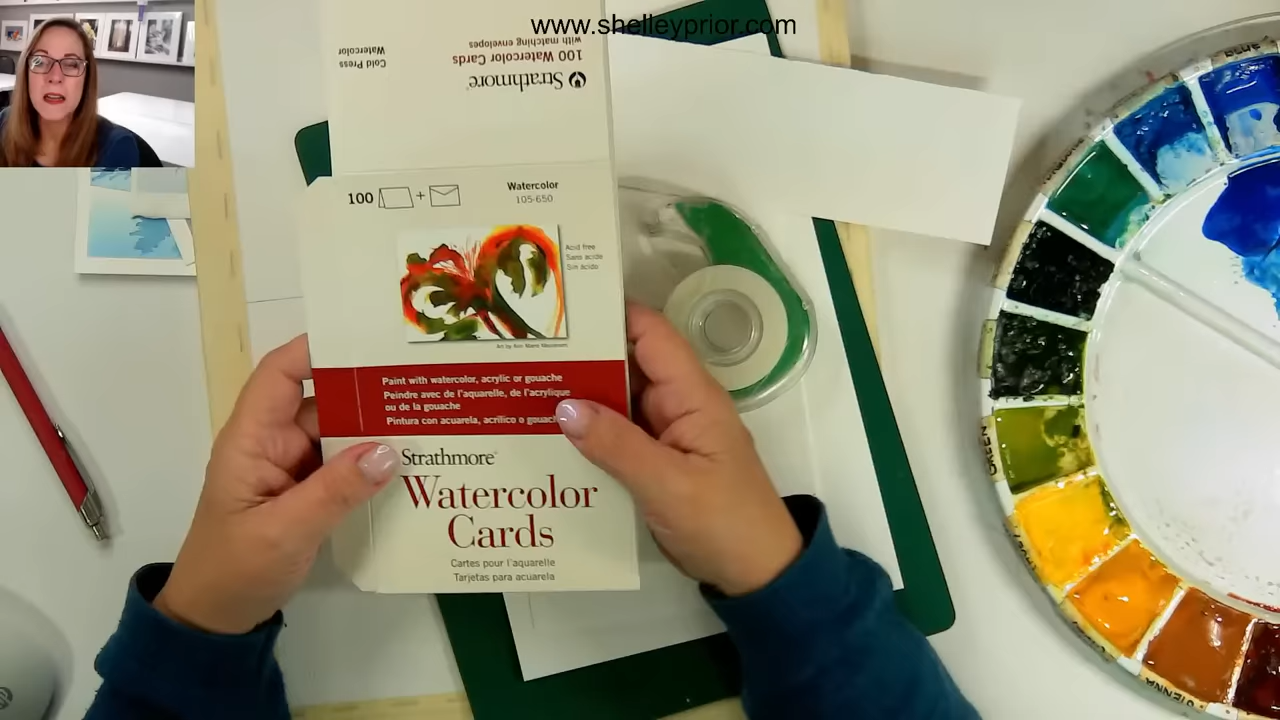 www.shelleyprior.com
Strathmore®
100 Watercolor Cards
with matching envelopes
Cold Press
Watercolor
100
+
Watercolor
105-650
Acid free
Sans acide
Sin ácido
Paint with watercolor, acrylic or gouache
Peindre avec de l'aquarelle, de l'acrylique
ou de la gouache
Pintura con acuarela, acrílico o
Strathmore®
Watercolor
Cards
Cartes pour l'aquarelle
Tarjetas para acuarela
GREEN